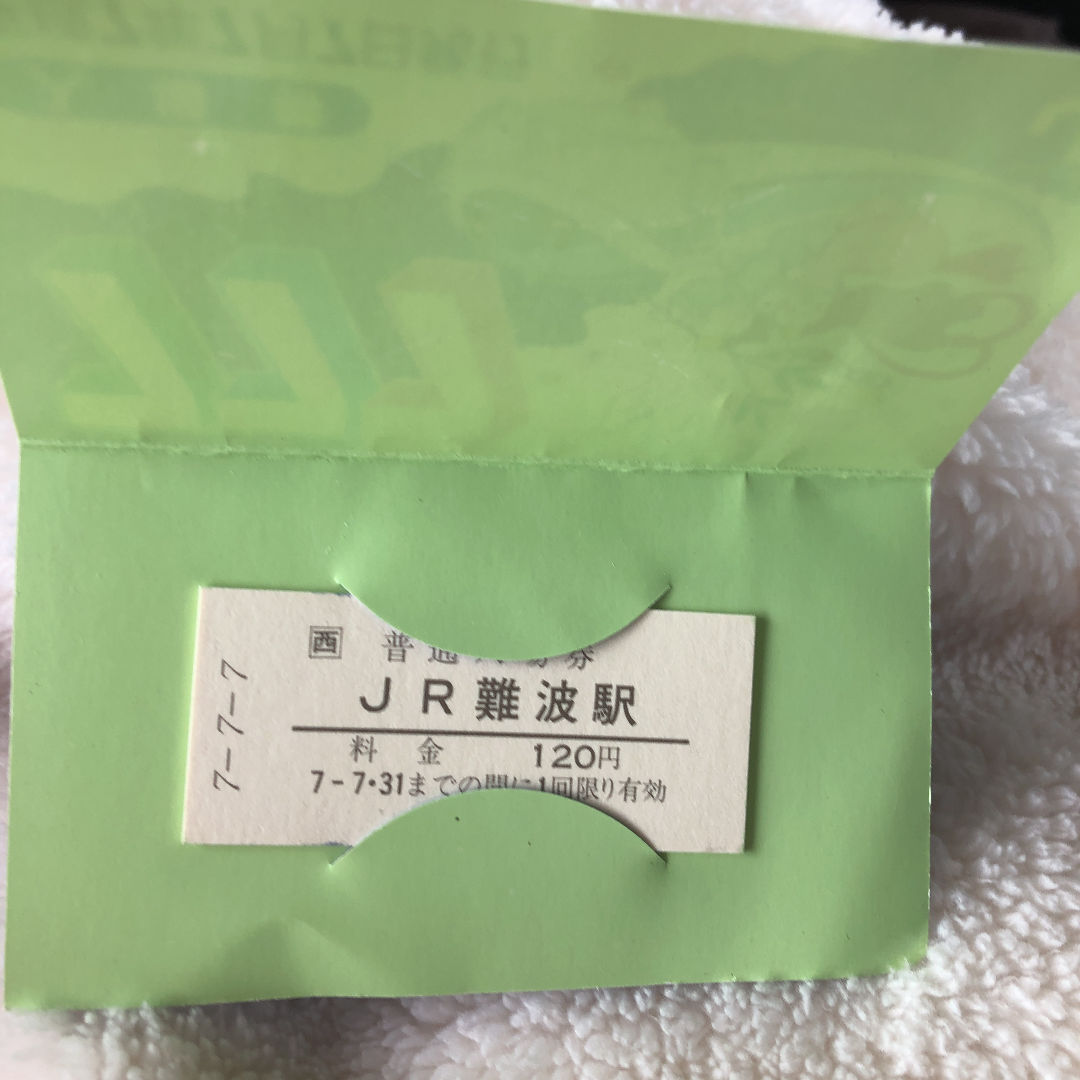 西 普通入場券
JR難波駅
料金 120円
7-7・31まで の間に1回限り有効
7-7-7